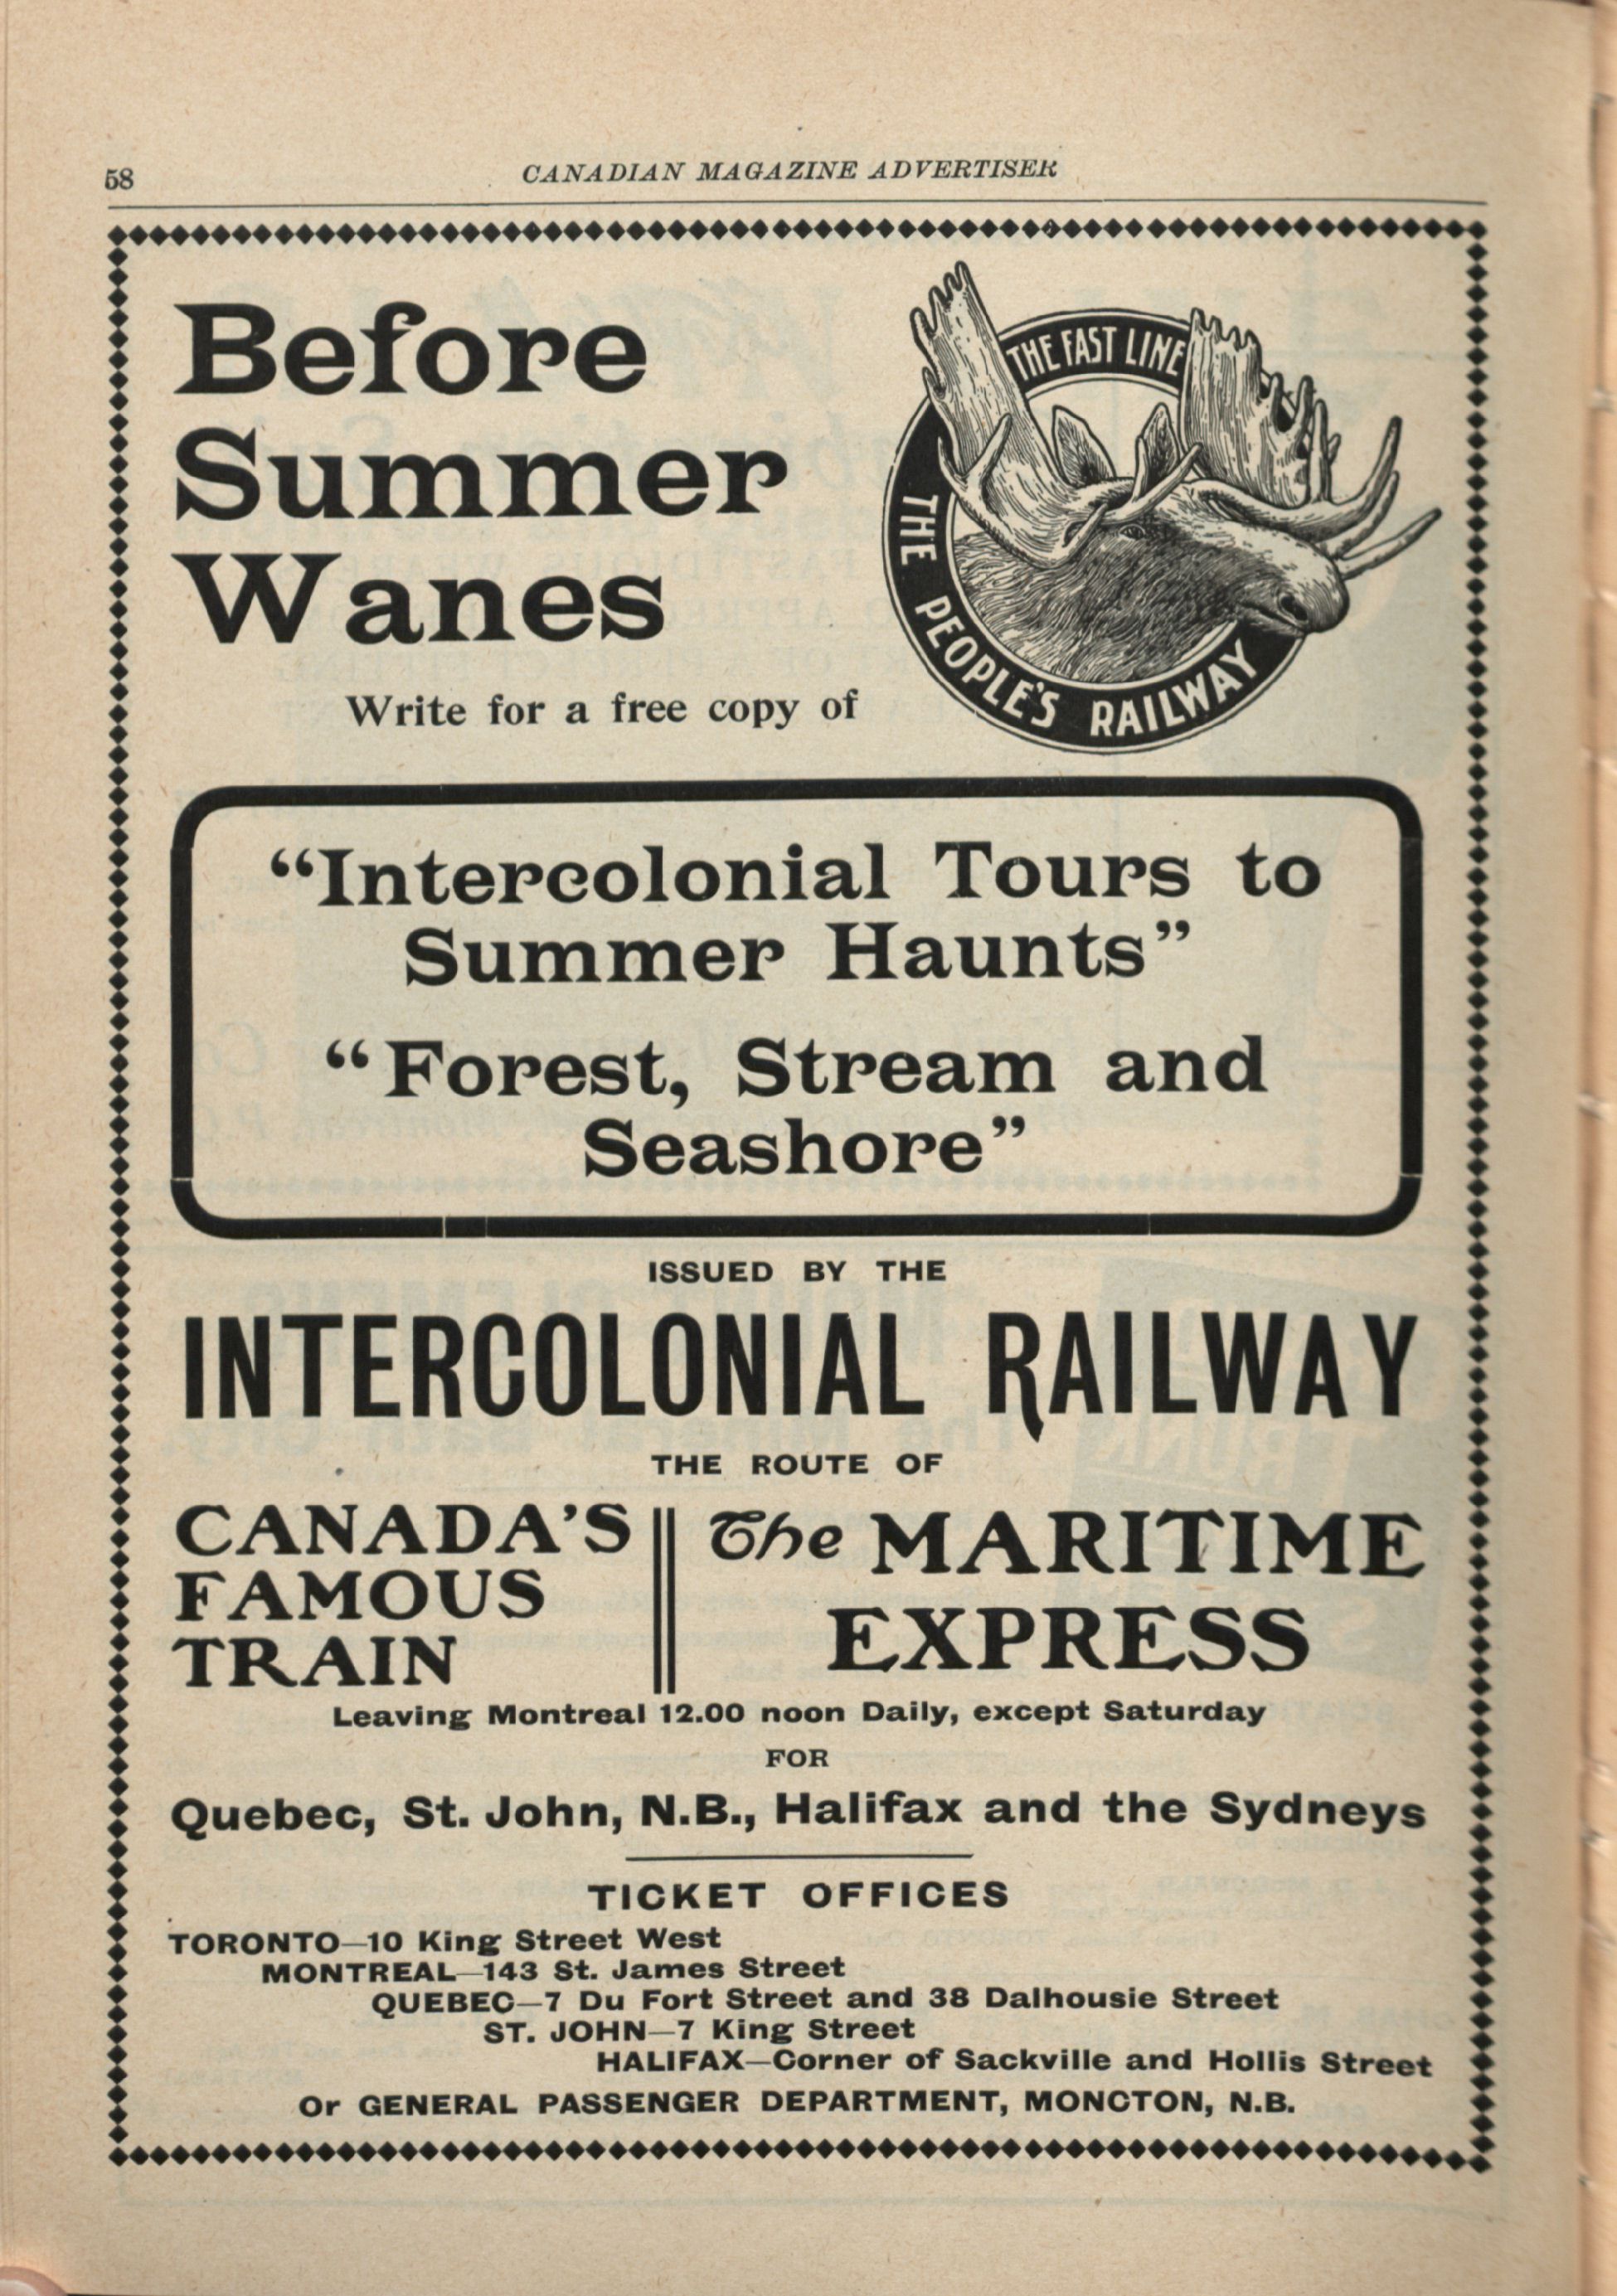 58
CANADIAN MAGAZINE ADVERTISER
Before
Summer
Wanes
THE FAST LINE
THE PEOPLE'S RAILWAY
Write for a free copy of
“Intercolonial Tours to
Summer Haunts”
“Forest, Stream and
Seashore”
ISSUED BY THE
INTERCOLONIAL RAILWAY
THE ROUTE OF
CANADA'S
FAMOUS
TRAIN
The MARITIME
EXPRESS
Leaving Montreal 12.00 noon Daily, except Saturday
FOR
Quebec, St. John, N.B., Halifax and the Sydneys
TICKET OFFICES
TORONTO—10 King Street West
MONTREAL—143 St. James Street
QUEBEC—7 Du Fort Street and 38 Dalhousie Street
ST. JOHN—7 King Street
HALIFAX—Corner of Sackville and Hollis Street
Or GENERAL PASSENGER DEPARTMENT, MONCTON, N.B.